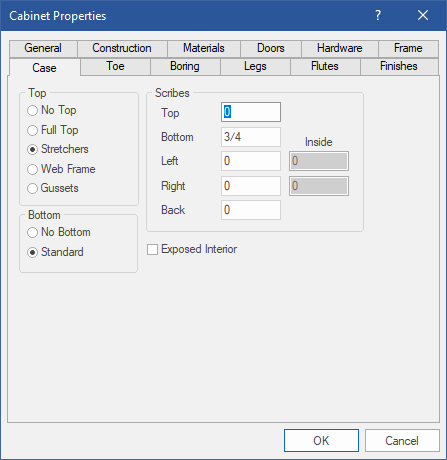 Cabinet Properties ?
General Construction Materials Doors Hardware Frame
Case Toe Boring Legs Flutes Finishes
Top
No Top
Full Top
Stretchers
Web Frame
Gussets
Bottom
No Bottom
Standard
Scribes
Top 0
Bottom 3/4
Inside
Left 0 0
Right 0 0
Back 0
Exposed Interior
OK Cancel